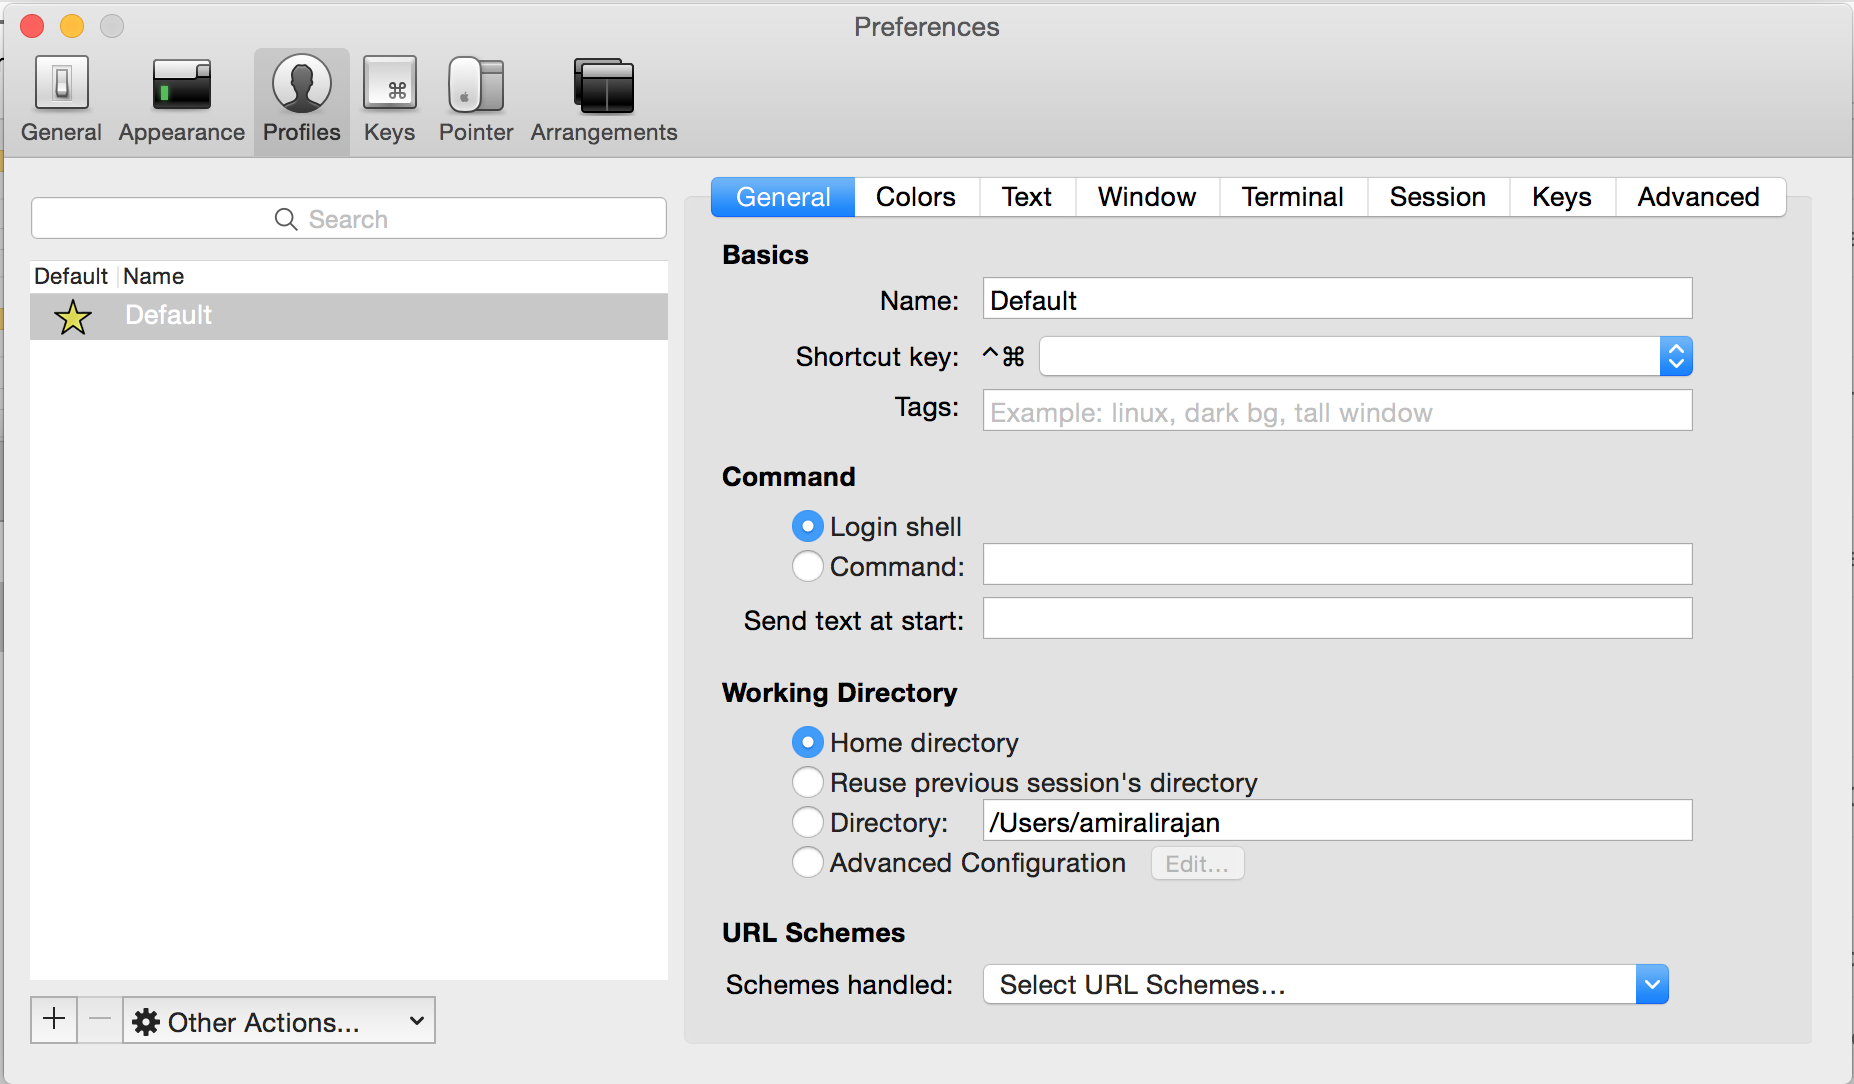 Preferences
General Appearance Profiles Keys Pointer Arrangements
Search
Default Name
Default
Other Actions...
General Colors Text Window Terminal Session Keys Advanced
Basics
Name: Default
Shortcut key: ^⌘
Tags: Example: linux, dark bg, tall window
Command
Login shell
Command:
Send text at start:
Working Directory
Home directory
Reuse previous session's directory
Directory: /Users/amiralirajan
Advanced Configuration Edit...
URL Schemes
Schemes handled: Select URL Schemes...